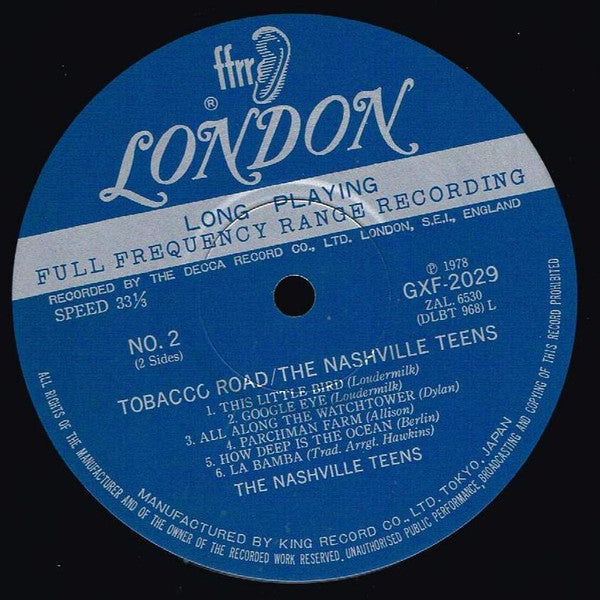 ffrr
®
LONDON
LONG PLAYING
FULL FREQUENCY RANGE RECORDING
RECORDED BY THE DECCA RECORD CO., LTD. LONDON, S.E.I., ENGLAND
SPEED 33⅓
℗ 1978
GXF-2029
ZAL. 6530
(DLBT 968) L
NO. 2
(2 Sides)
TOBACCO ROAD/THE NASHVILLE TEENS
1. THIS LITTLE BIRD (Loudermilk)
2. GOOGLE EYE (Loudermilk)
3. ALL ALONG THE WATCHTOWER (Dylan)
4. PARCHMAN FARM (Allison)
5. HOW DEEP IS THE OCEAN (Berlin)
6. LA BAMBA (Trad. Arrgt. Hawkins)
THE NASHVILLE TEENS
MANUFACTURED BY KING RECORD CO., LTD. TOKYO, JAPAN
ALL RIGHTS OF THE MANUFACTURER AND OF THE OWNER OF THE RECORDED WORK RESERVED. UNAUTHORISED PUBLIC PERFORMANCE, BROADCASTING AND COPYING OF THIS RECORD PROHIBITED